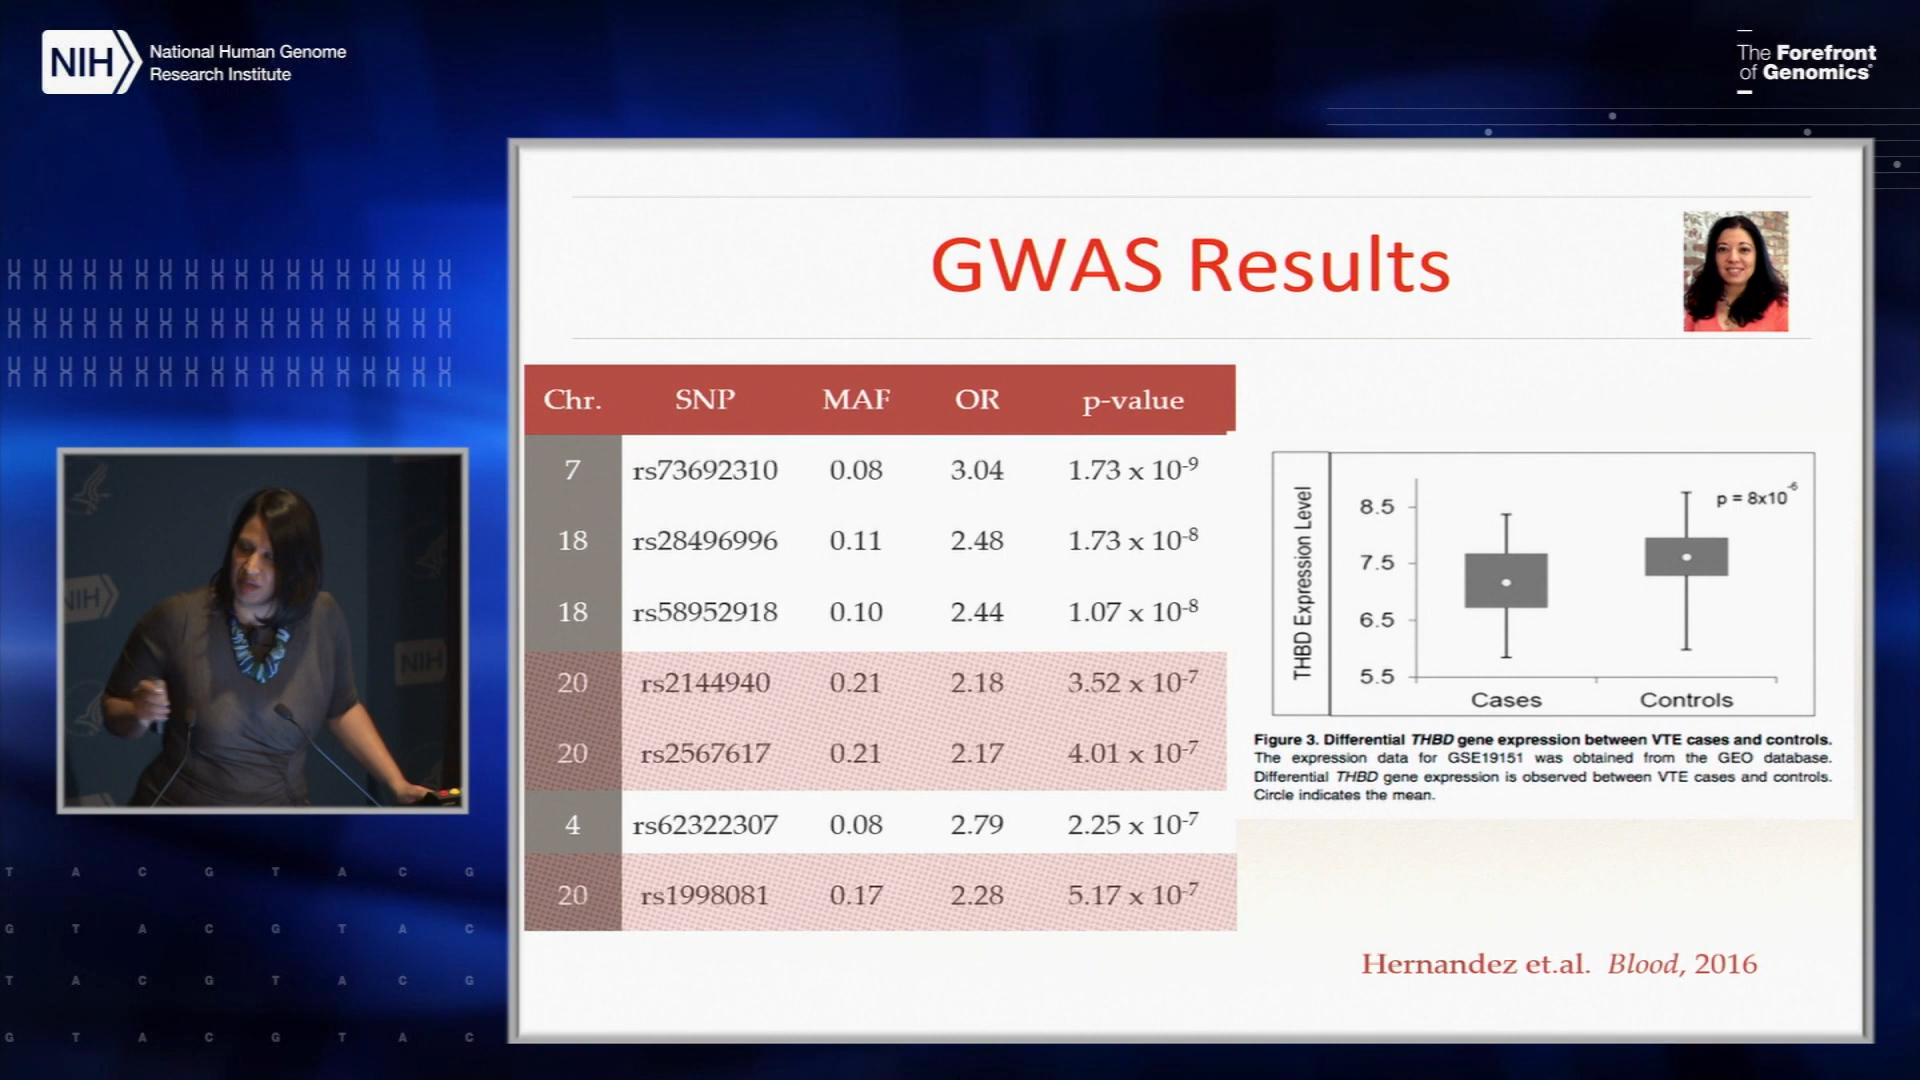 NIH
National Human Genome
Research Institute
The Forefront
of Genomics®
GWAS Results
Chr. SNP MAF OR p-value
7 rs73692310 0.08 3.04 1.73 x 10-9
18 rs28496996 0.11 2.48 1.73 x 10-8
18 rs58952918 0.10 2.44 1.07 x 10-8
20 rs2144940 0.21 2.18 3.52 x 10-7
20 rs2567617 0.21 2.17 4.01 x 10-7
4 rs62322307 0.08 2.79 2.25 x 10-7
20 rs1998081 0.17 2.28 5.17 x 10-7
THBD Expression Level
p = 8x10-6
8.5
7.5
6.5
5.5
Cases Controls
Figure 3. Differential THBD gene expression between VTE cases and controls.
The expression data for GSE19151 was obtained from the GEO database.
Differential THBD gene expression is observed between VTE cases and controls.
Circle indicates the mean.
Hernandez et.al. Blood, 2016
NIH
NIH
T A C G T A C G
G T A C G T A C
T A C G T A C G
G T A C G T A C